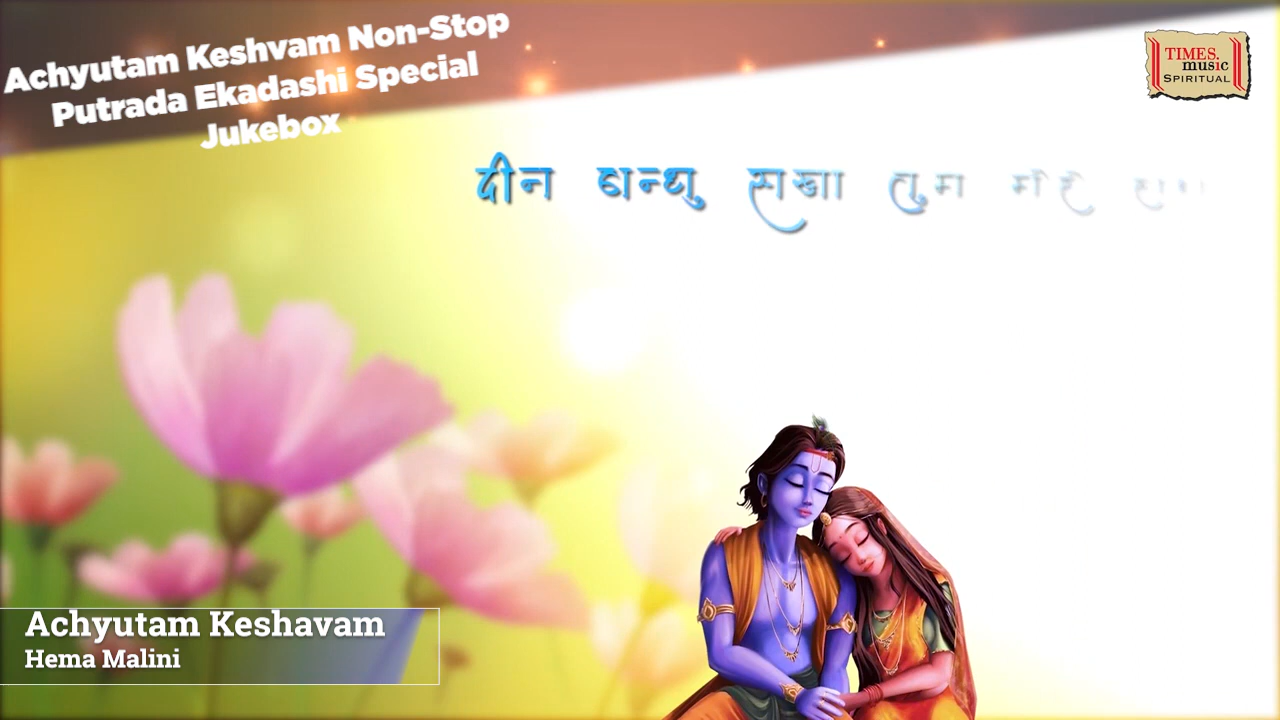 Achyutam Keshvam Non-Stop
Putrada Ekadashi Special
Jukebox
TIMES
music
SPIRITUAL
दीन बन्धु सखा तुम
Achyutam Keshavam
Hema Malini